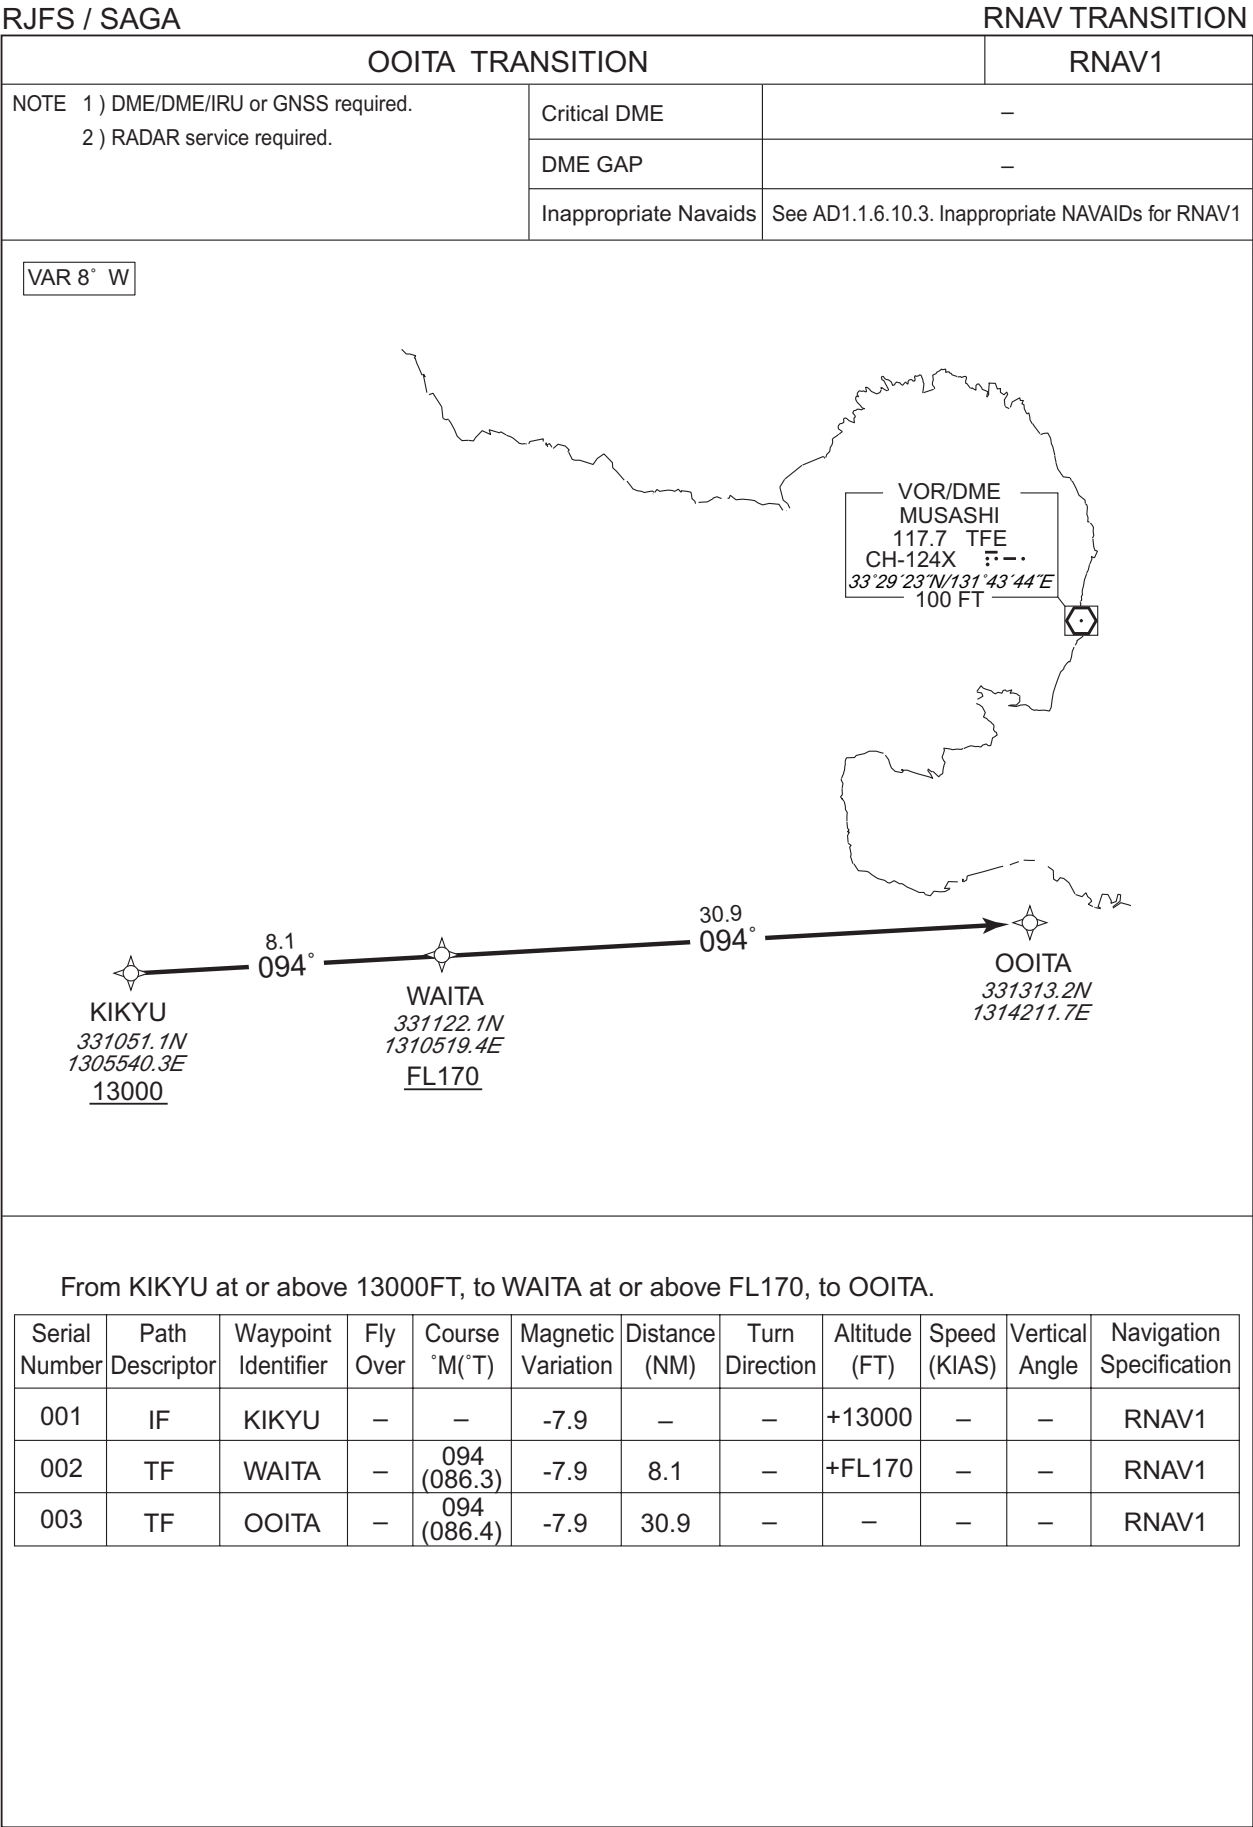 RJFS / SAGA
RNAV TRANSITION
OOITA TRANSITION
RNAV1
NOTE 1 ) DME/DME/IRU or GNSS required.
2 ) RADAR service required.
Critical DME –
DME GAP –
Inappropriate Navaids See AD1.1.6.10.3. Inappropriate NAVAIDs for RNAV1
VAR 8˚ W
VOR/DME
MUSASHI
117.7 TFE
CH-124X
33˚29´23˝N/131˚43´44˝E
100 FT
8.1
094˚
30.9
094˚
KIKYU
331051.1N
1305540.3E
13000
WAITA
331122.1N
1310519.4E
FL170
OOITA
331313.2N
1314211.7E
From KIKYU at or above 13000FT, to WAITA at or above FL170, to OOITA.
Serial Number Path Descriptor Waypoint Identifier Fly Over Course ˚M(˚T) Magnetic Variation Distance (NM) Turn Direction Altitude (FT) Speed (KIAS) Vertical Angle Navigation Specification
001 IF KIKYU – – -7.9 – – +13000 – – RNAV1
002 TF WAITA – 094 (086.3) -7.9 8.1 – +FL170 – – RNAV1
003 TF OOITA – 094 (086.4) -7.9 30.9 – – – – RNAV1